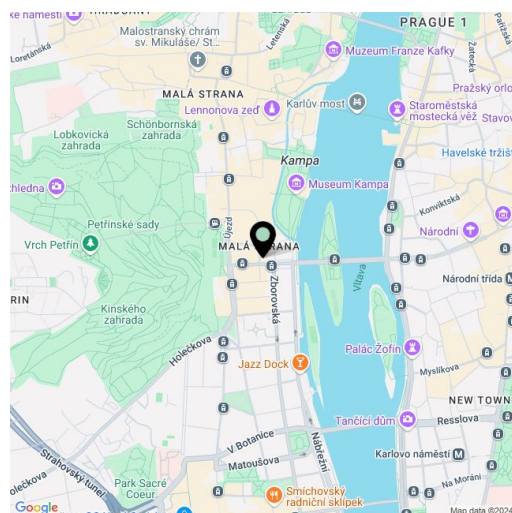 ke náměstí
HRADČANY
PRAGUE 1
Loretánská
Malostranský chrám
sv. Mikuláše/ St...
Letenská
Muzeum Franze Kafky
Žatecká
Pařížská
MALÁ STRANA
Karlův most
Pražský orlo
Lennonova zeď
Staroměstská
mostecká věž
Stavov
Schönbornská
zahrada
Lobkovická
zahrada
Kampa
Havelské tržiš
Museum Kampa
zhledna
Konviktská
Petřínské sady
Újezd
Národní
Vrch Petřín
MALÁ STRANA
Vltava
Národní třída
RIN
Kinského
zahrada
Zborovská
Holečkova
Jazz Dock
Palác Žofín
Myslíkova
NEW TOWN
Tančící dům
Resslova
V Botanice
Nábřežní
Karlovo náměstí
Matoušova
Strahovský tunel
olečkova
Park Sacré
Coeur
Na Moráni
Smíchovský
radniční sklípek
Google
Map data ©2024